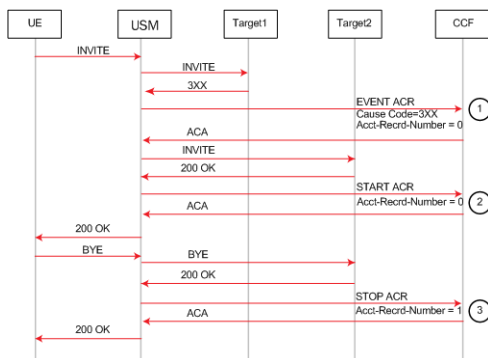 UE USM Target1 Target2 CCF
INVITE
INVITE
3XX
EVENT ACR 1
Cause Code=3XX
Acct-Recrd-Number = 0
ACA
INVITE
200 OK
START ACR
Acct-Recrd-Number = 0 2
ACA
200 OK
BYE
BYE
200 OK
STOP ACR
Acct-Recrd-Number = 1 3
ACA
200 OK